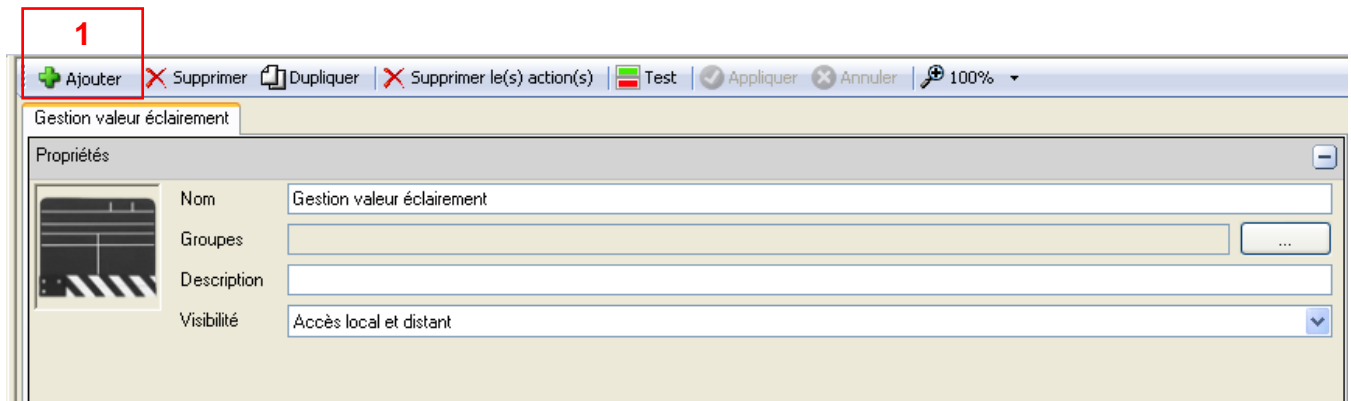 1
Ajouter Supprimer Dupliquer Supprimer le(s) action(s) Test Appliquer Annuler 100%
Gestion valeur éclairement
Propriétés
Nom Gestion valeur éclairement
Groupes ...
Description
Visibilité Accès local et distant